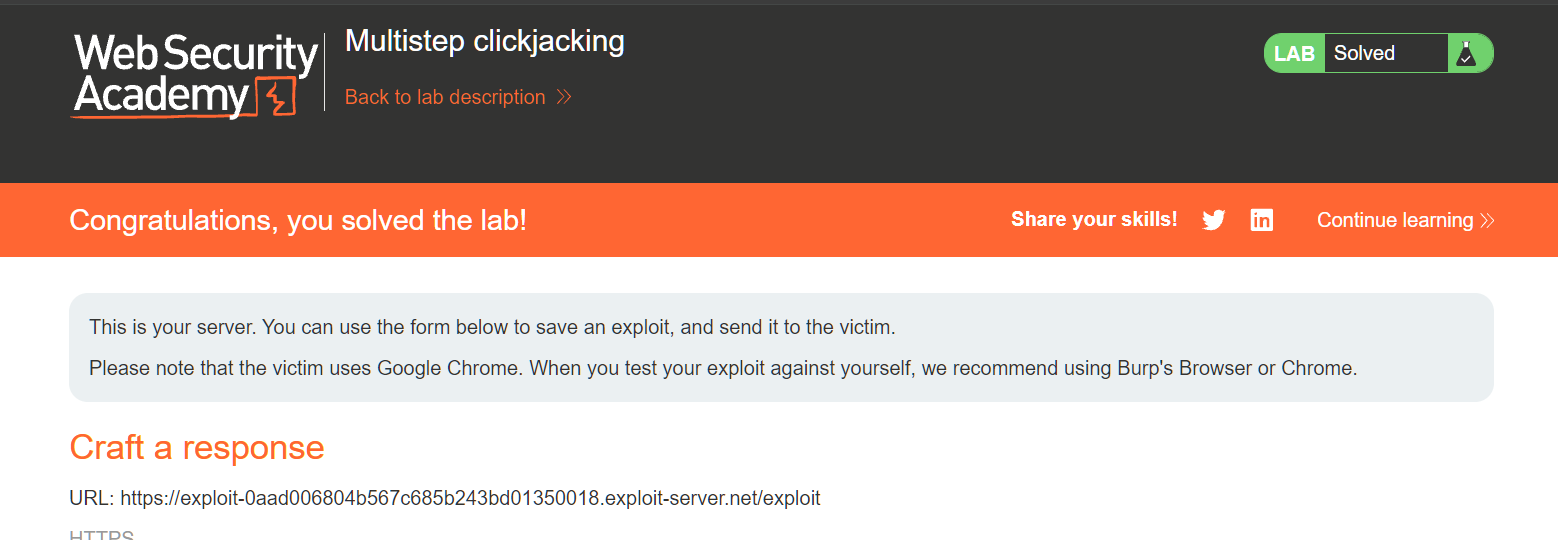 Web Security
Academy
Multistep clickjacking
Back to lab description
LAB Solved
Congratulations, you solved the lab!
Share your skills!
Continue learning
This is your server. You can use the form below to save an exploit, and send it to the victim.
Please note that the victim uses Google Chrome. When you test your exploit against yourself, we recommend using Burp's Browser or Chrome.
Craft a response
URL: https://exploit-0aad006804b567c685b243bd01350018.exploit-server.net/exploit
HTTPS